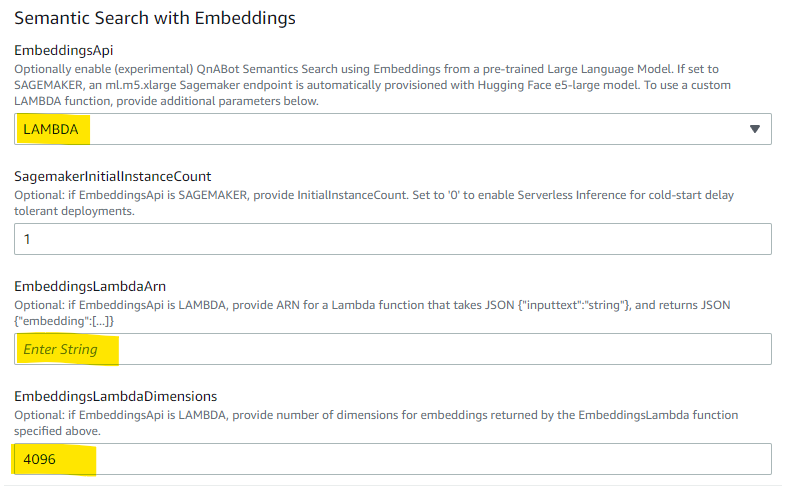 Semantic Search with Embeddings
EmbeddingsApi
Optionally enable (experimental) QnABot Semantics Search using Embeddings from a pre-trained Large Language Model. If set to
SAGEMAKER, an ml.m5.xlarge Sagemaker endpoint is automatically provisioned with Hugging Face e5-large model. To use a custom
LAMBDA function, provide additional parameters below.
LAMBDA
SagemakerInitialInstanceCount
Optional: if EmbeddingsApi is SAGEMAKER, provide InitialInstanceCount. Set to '0' to enable Serverless Inference for cold-start delay
tolerant deployments.
1
EmbeddingsLambdaArn
Optional: if EmbeddingsApi is LAMBDA, provide ARN for a Lambda function that takes JSON {"inputtext":"string"}, and returns JSON
{"embedding":[...]}
Enter String
EmbeddingsLambdaDimensions
Optional: if EmbeddingsApi is LAMBDA, provide number of dimensions for embeddings returned by the EmbeddingsLambda function
specified above.
4096